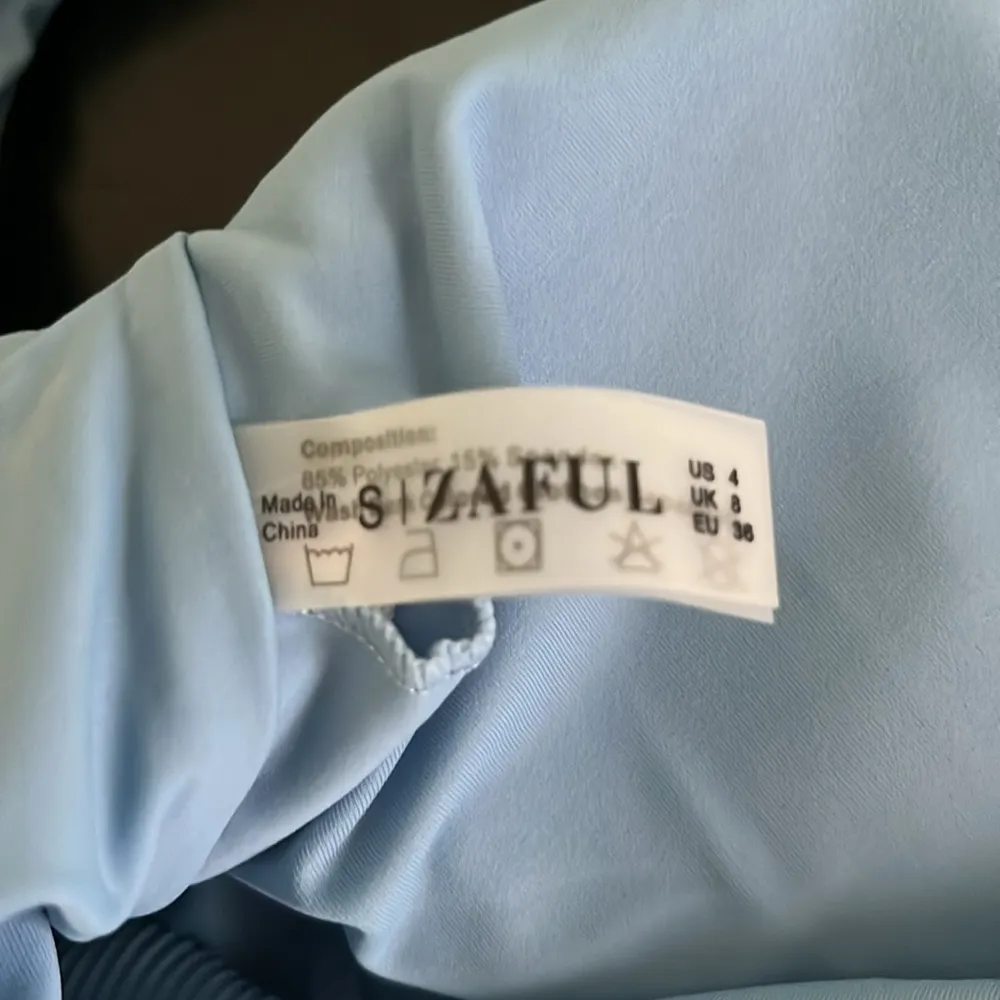 Composition:
85% Polyester 15%
Made In
China
S | ZAFUL
US 4
UK 8
EU 36